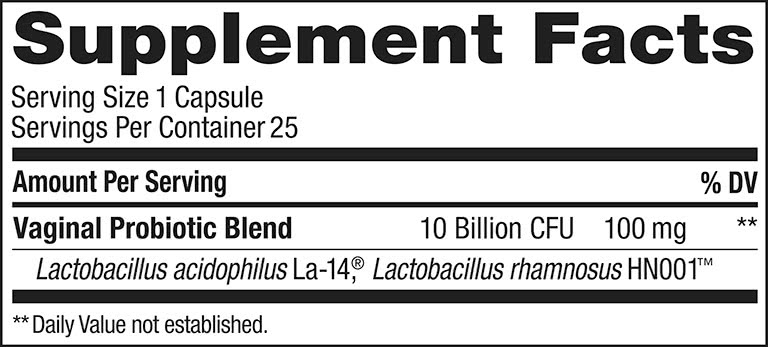 Supplement Facts
Serving Size 1 Capsule
Servings Per Container 25
Amount Per Serving % DV
Vaginal Probiotic Blend 10 Billion CFU 100 mg **
Lactobacillus acidophilus La-14,® Lactobacillus rhamnosus HN001™
**Daily Value not established.